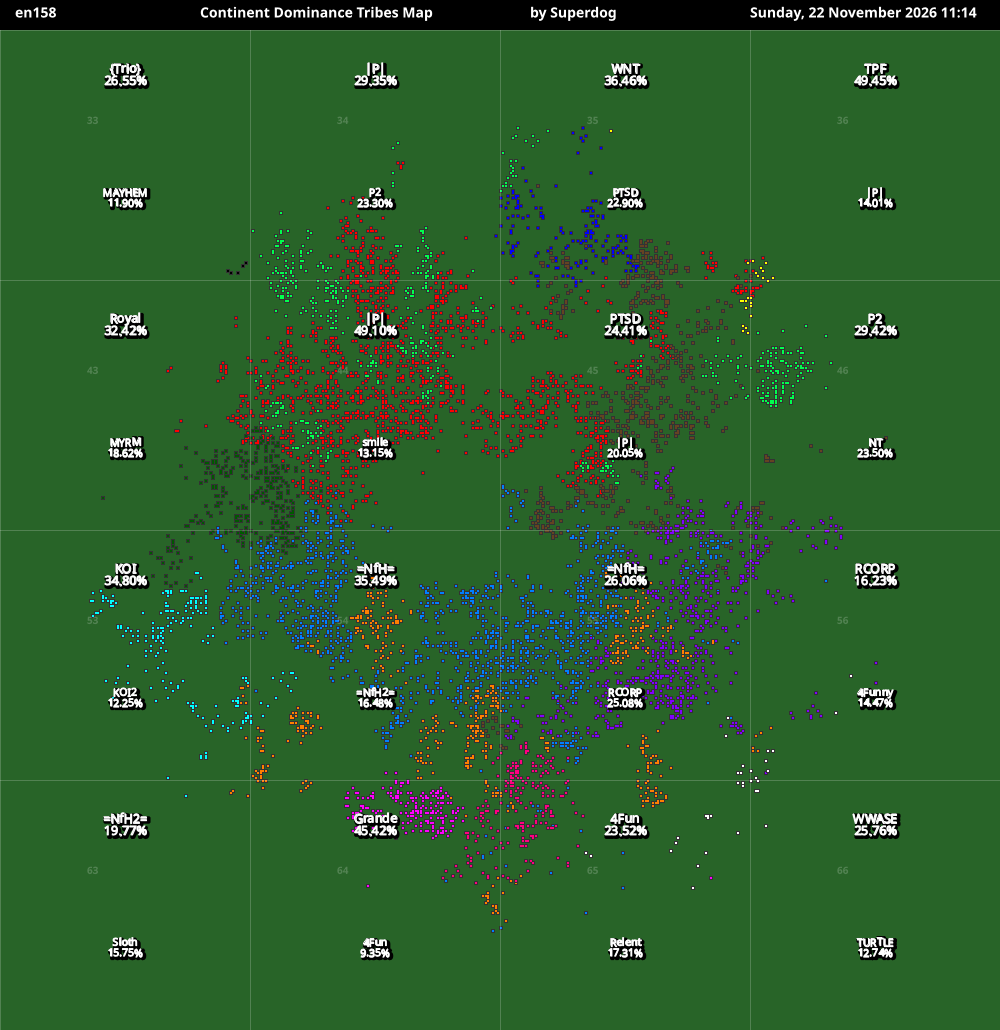 en158 Continent Dominance Tribes Map by Superdog Sunday, 22 November 2026 11:14
(Trio) |P| WNT TPF
26.55% 29.35% 36.46% 49.45%
33 34 35 36
MAYHEM P2 PTSD |P|
11.90% 23.30% 22.90% 14.01%
Royal |P| PTSD P2
32.42% 49.10% 24.41% 29.42%
43 44 45 46
MYRM smile |P| NT
18.62% 13.15% 20.05% 23.50%
KOI =NfH= =NfH= RCORP
34.80% 35.49% 26.06% 16.23%
53 54 55 56
KOI2 =NfH2= RCORP 4Funny
12.25% 16.48% 25.08% 14.47%
=NfH2= Grande 4Fun WWASE
19.77% 45.42% 23.52% 25.76%
63 64 65 66
Sloth 4Fun Relent TURTLE
15.75% 9.35% 17.31% 12.74%